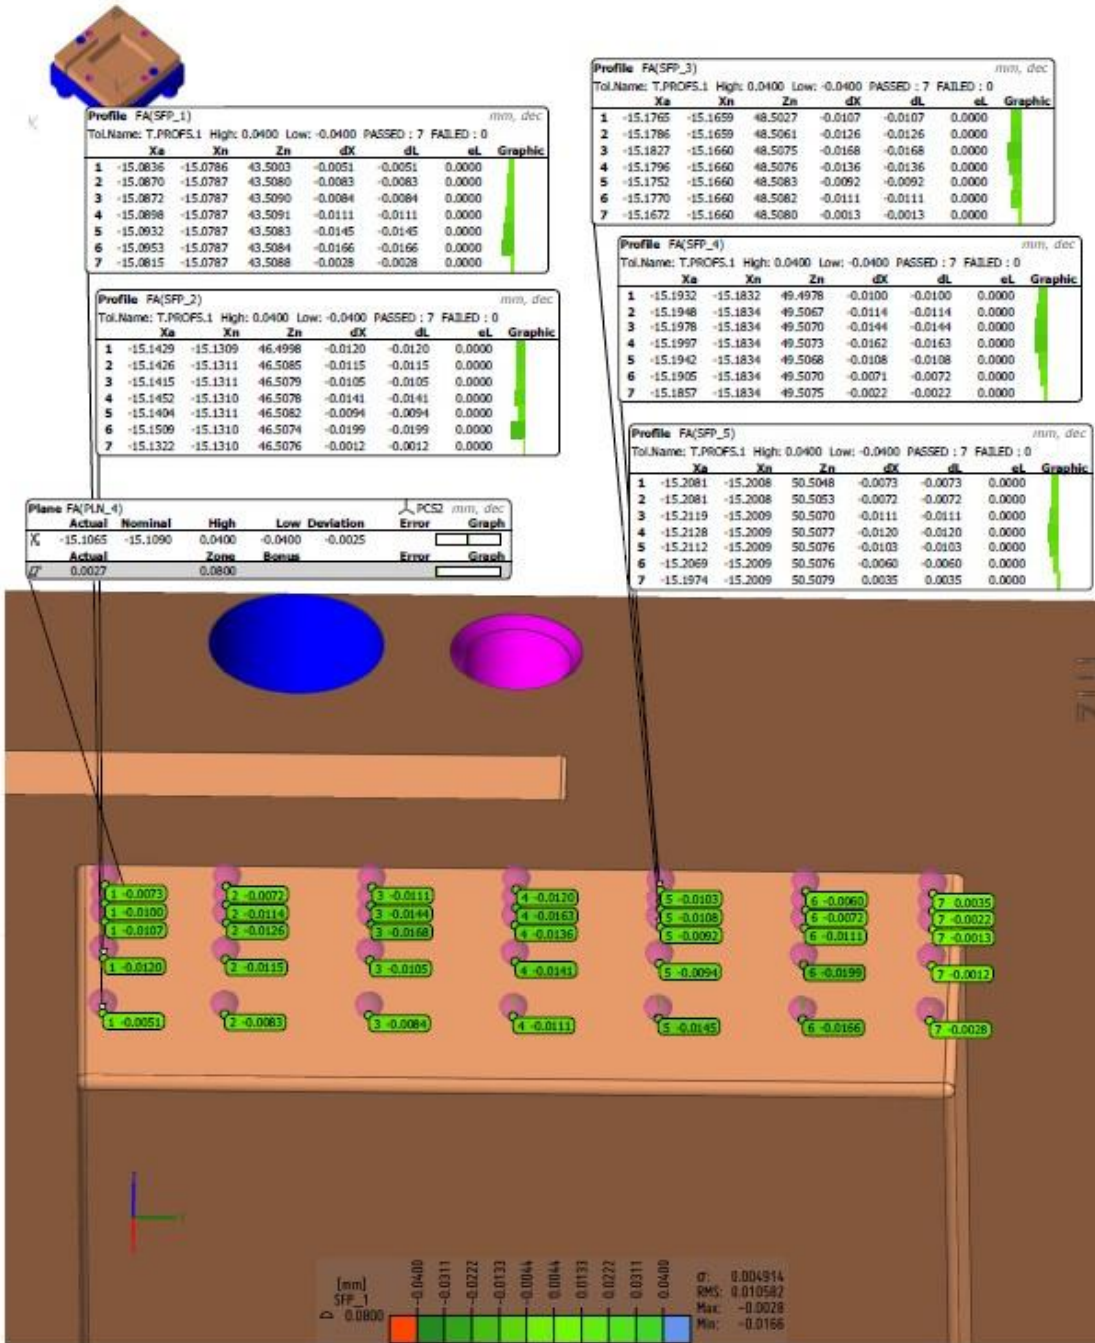 Profile FA(SFP_1) mm, dec
Tol.Name: T.PROFS.1 High: 0.0400 Low: -0.0400 PASSED : 7 FAILED : 0
Xa Xn Zn dX dL eL Graphic
1 -15.0836 -15.0786 43.5003 -0.0051 -0.0051 0.0000
2 -15.0870 -15.0787 43.5080 -0.0083 -0.0083 0.0000
3 -15.0872 -15.0787 43.5090 -0.0084 -0.0084 0.0000
4 -15.0898 -15.0787 43.5091 -0.0111 -0.0111 0.0000
5 -15.0932 -15.0787 43.5083 -0.0145 -0.0145 0.0000
6 -15.0953 -15.0787 43.5084 -0.0166 -0.0166 0.0000
7 -15.0815 -15.0787 43.5088 -0.0028 -0.0028 0.0000
Profile FA(SFP_2) mm, dec
Tol.Name: T.PROFS.1 High: 0.0400 Low: -0.0400 PASSED : 7 FAILED : 0
Xa Xn Zn dX dL eL Graphic
1 -15.1429 -15.1309 46.4998 -0.0120 -0.0120 0.0000
2 -15.1426 -15.1311 46.5085 -0.0115 -0.0115 0.0000
3 -15.1415 -15.1311 46.5079 -0.0105 -0.0105 0.0000
4 -15.1452 -15.1310 46.5078 -0.0141 -0.0141 0.0000
5 -15.1404 -15.1311 46.5082 -0.0094 -0.0094 0.0000
6 -15.1509 -15.1310 46.5074 -0.0199 -0.0199 0.0000
7 -15.1322 -15.1310 46.5076 -0.0012 -0.0012 0.0000
Plane FA(PLN_4) PCS2 mm, dec
Actual Nominal High Low Deviation Error Graph
X -15.1065 -15.1090 0.0400 -0.0400 -0.0025
Actual Zone Bonus Error Graph
0.0027 0.0800
Profile FA(SFP_3) mm, dec
Tol.Name: T.PROFS.1 High: 0.0400 Low: -0.0400 PASSED : 7 FAILED : 0
Xa Xn Zn dX dL eL Graphic
1 -15.1765 -15.1659 48.5027 -0.0107 -0.0107 0.0000
2 -15.1786 -15.1659 48.5061 -0.0126 -0.0126 0.0000
3 -15.1827 -15.1660 48.5075 -0.0168 -0.0168 0.0000
4 -15.1796 -15.1660 48.5076 -0.0136 -0.0136 0.0000
5 -15.1752 -15.1660 48.5083 -0.0092 -0.0092 0.0000
6 -15.1770 -15.1660 48.5082 -0.0111 -0.0111 0.0000
7 -15.1672 -15.1660 48.5080 -0.0013 -0.0013 0.0000
Profile FA(SFP_4) mm, dec
Tol.Name: T.PROFS.1 High: 0.0400 Low: -0.0400 PASSED : 7 FAILED : 0
Xa Xn Zn dX dL eL Graphic
1 -15.1932 -15.1832 49.4978 -0.0100 -0.0100 0.0000
2 -15.1948 -15.1834 49.5067 -0.0114 -0.0114 0.0000
3 -15.1978 -15.1834 49.5070 -0.0144 -0.0144 0.0000
4 -15.1997 -15.1834 49.5073 -0.0162 -0.0163 0.0000
5 -15.1942 -15.1834 49.5068 -0.0108 -0.0108 0.0000
6 -15.1905 -15.1834 49.5070 -0.0071 -0.0072 0.0000
7 -15.1857 -15.1834 49.5075 -0.0022 -0.0022 0.0000
Profile FA(SFP_5) mm, dec
Tol.Name: T.PROFS.1 High: 0.0400 Low: -0.0400 PASSED : 7 FAILED : 0
Xa Xn Zn dX dL eL Graphic
1 -15.2081 -15.2008 50.5048 -0.0073 -0.0073 0.0000
2 -15.2081 -15.2008 50.5053 -0.0072 -0.0072 0.0000
3 -15.2119 -15.2009 50.5070 -0.0111 -0.0111 0.0000
4 -15.2128 -15.2009 50.5077 -0.0120 -0.0120 0.0000
5 -15.2112 -15.2009 50.5076 -0.0103 -0.0103 0.0000
6 -15.2069 -15.2009 50.5076 -0.0060 -0.0060 0.0000
7 -15.1974 -15.2009 50.5079 0.0035 0.0035 0.0000
1 -0.0073 2 -0.0072 3 -0.0111 4 -0.0120 5 -0.0103 6 -0.0060 7 0.0035
1 -0.0100 2 -0.0114 3 -0.0144 4 -0.0163 5 -0.0108 6 -0.0072 7 -0.0022
1 -0.0107 2 -0.0126 3 -0.0168 4 -0.0136 5 -0.0092 6 -0.0111 7 -0.0013
1 -0.0120 2 -0.0115 3 -0.0105 4 -0.0141 5 -0.0094 6 -0.0199 7 -0.0012
1 -0.0051 2 -0.0083 3 -0.0084 4 -0.0111 5 -0.0145 6 -0.0166 7 -0.0028
[mm]
SFP_1
0.0800
-0.0400 -0.0311 -0.0222 -0.0133 -0.0044 0.0044 0.0133 0.0222 0.0311 0.0400
σ: 0.004914
RMS: 0.010582
Max: -0.0028
Min: -0.0166